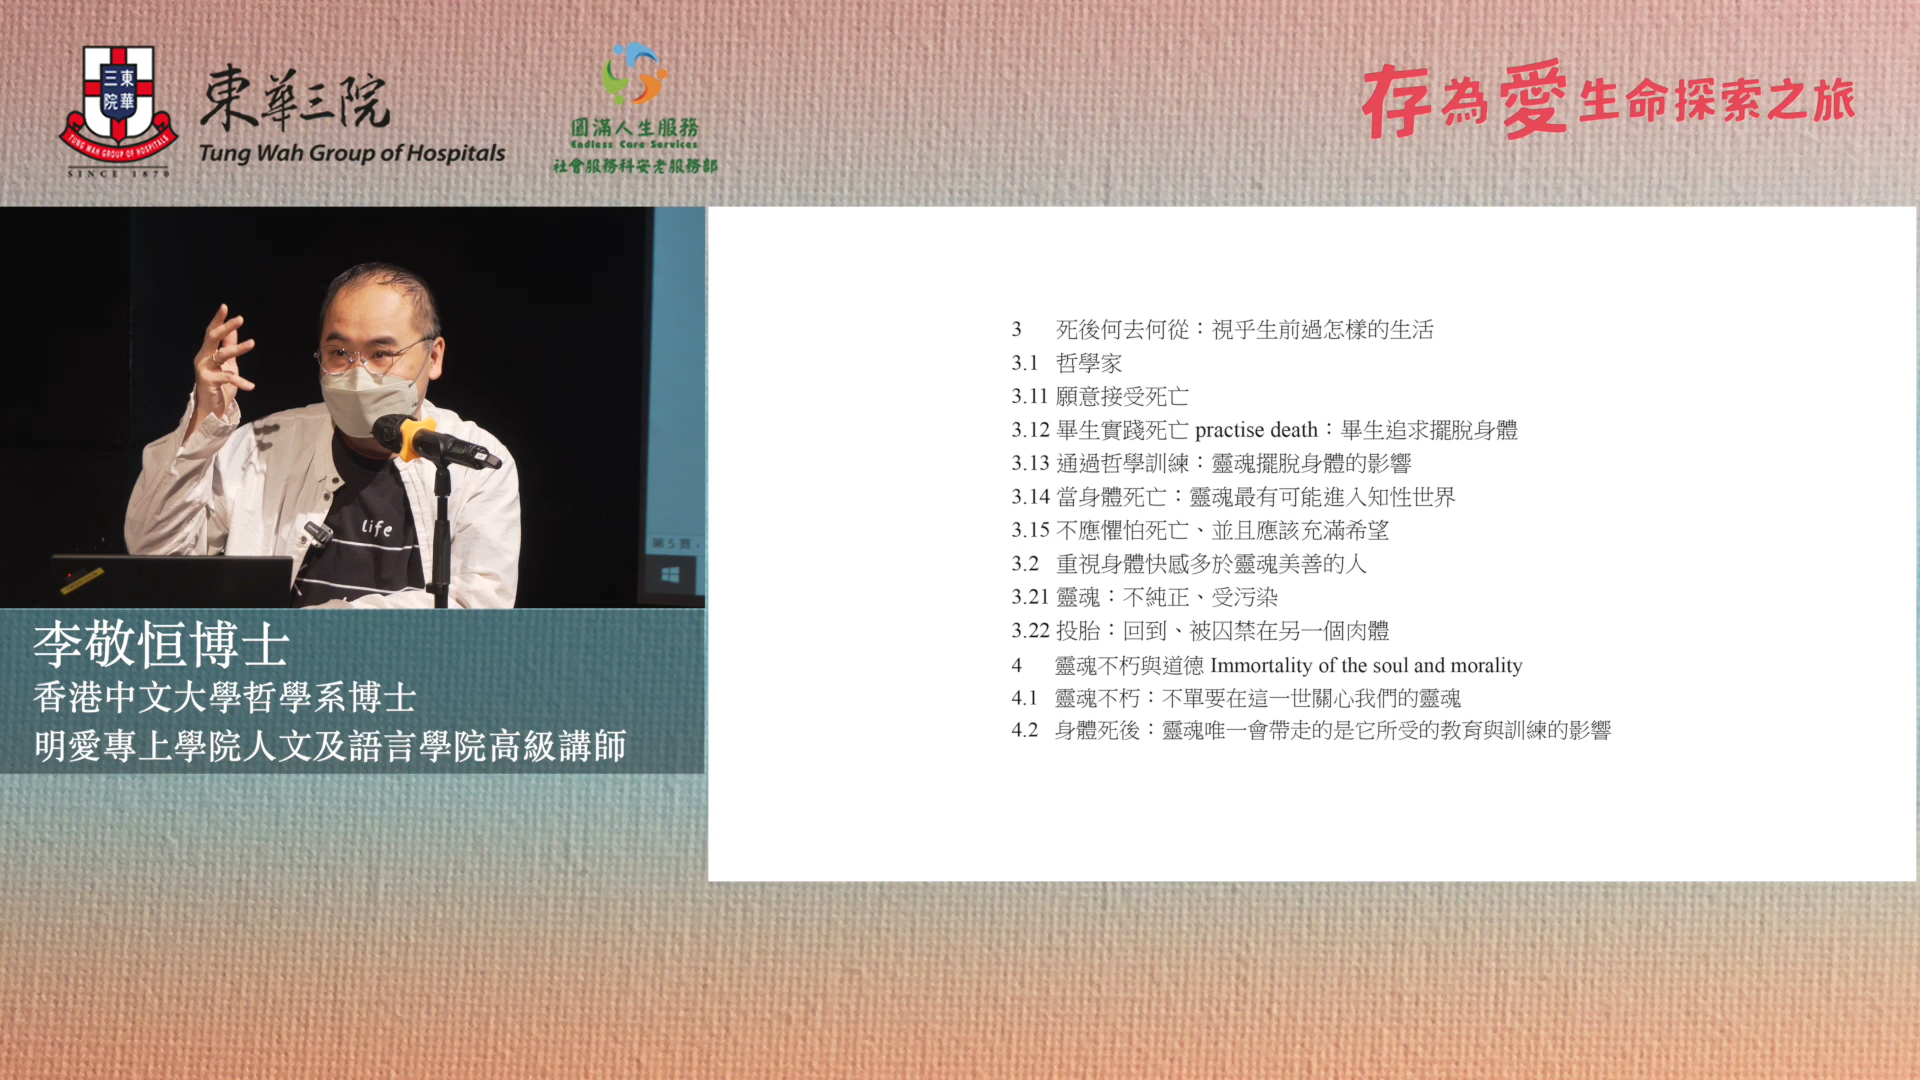 東華三院
TUNG WAH GROUP OF HOSPITALS
SINCE 1870
東華三院
Tung Wah Group of Hospitals
圓滿人生服務
Endless Care Services
社會服務科安老服務部
存為愛生命探索之旅
life
第 5 頁，
李敬恒博士
香港中文大學哲學系博士
明愛專上學院人文及語言學院高級講師
3 死後何去何從：視乎生前過怎樣的生活
3.1 哲學家
3.11 願意接受死亡
3.12 畢生實踐死亡 practise death：畢生追求擺脫身體
3.13 通過哲學訓練：靈魂擺脫身體的影響
3.14 當身體死亡：靈魂最有可能進入知性世界
3.15 不應懼怕死亡、並且應該充滿希望
3.2 重視身體快感多於靈魂美善的人
3.21 靈魂：不純正、受污染
3.22 投胎：回到、被囚禁在另一個肉體
4 靈魂不朽與道德 Immortality of the soul and morality
4.1 靈魂不朽：不單要在這一世關心我們的靈魂
4.2 身體死後：靈魂唯一會帶走的是它所受的教育與訓練的影響